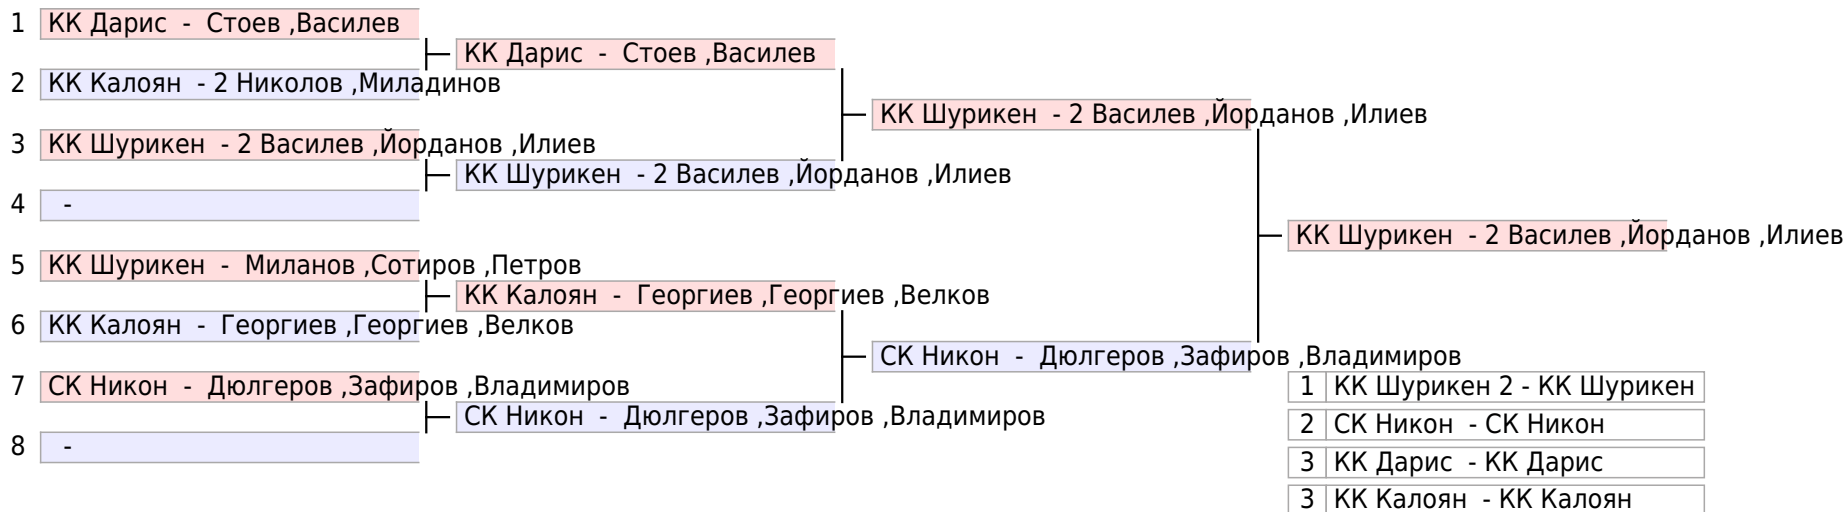 1 КК Дарис - Стоев ,Василев
КК Дарис - Стоев ,Василев
2 КК Калоян - 2 Николов ,Миладинов
КК Шурикен - 2 Василев ,Йорданов ,Илиев
3 КК Шурикен - 2 Василев ,Йорданов ,Илиев
КК Шурикен - 2 Василев ,Йорданов ,Илиев
4 -
КК Шурикен - 2 Василев ,Йорданов ,Илиев
5 КК Шурикен - Миланов ,Сотиров ,Петров
КК Калоян - Георгиев ,Георгиев ,Велков
6 КК Калоян - Георгиев ,Георгиев ,Велков
СК Никон - Дюлгеров ,Зафиров ,Владимиров
7 СК Никон - Дюлгеров ,Зафиров ,Владимиров
1 КК Шурикен 2 - КК Шурикен
СК Никон - Дюлгеров ,Зафиров ,Владимиров
2 СК Никон - СК Никон
8 -
3 КК Дарис - КК Дарис
3 КК Калоян - КК Калоян